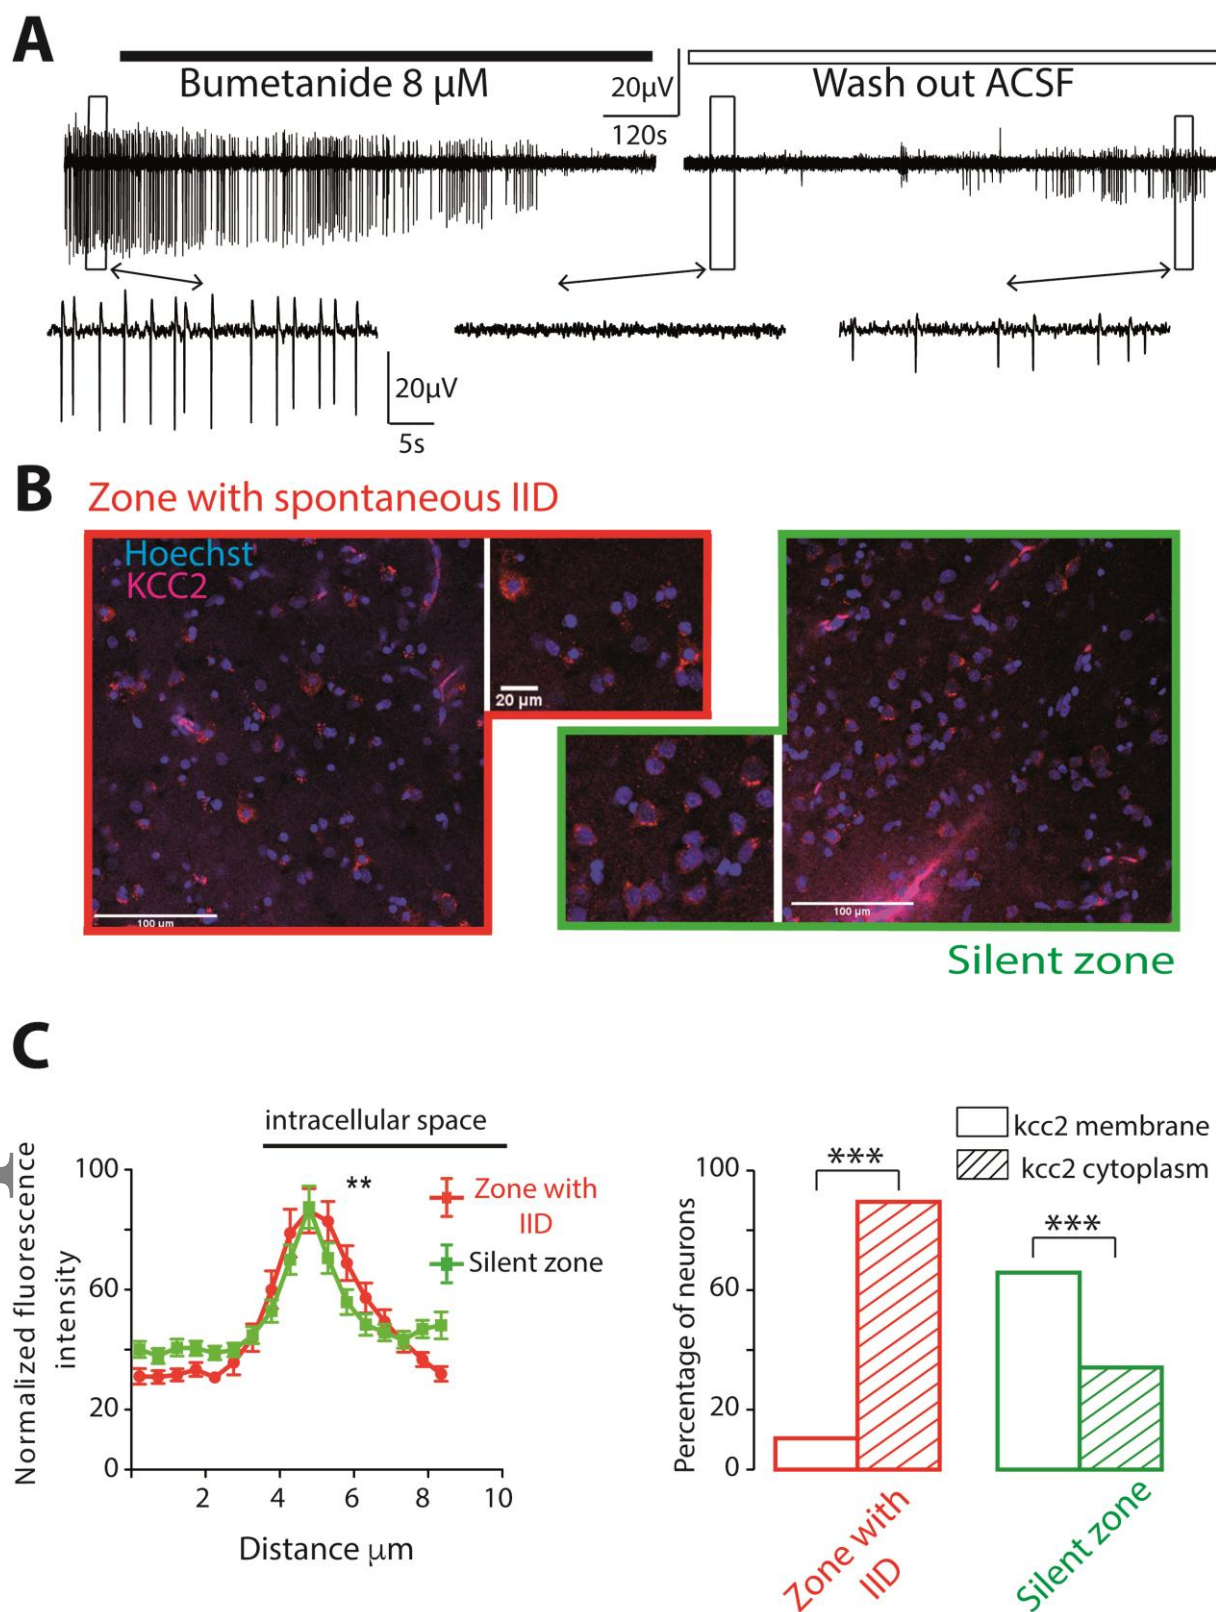 A
Bumetanide 8 µM
20µV
120s
Wash out ACSF
20µV
5s
B
Zone with spontaneous IID
Hoechst
KCC2
20 µm
100 µm
100 µm
Silent zone
C
intracellular space
Normalized fluorescence
intensity
100
60
20
0
2
4
6
8
10
Distance µm
**
Zone with
IID
Silent zone
kcc2 membrane
kcc2 cytoplasm
Percentage of neurons
100
60
20
0
***
***
Zone with
IID
Silent zone